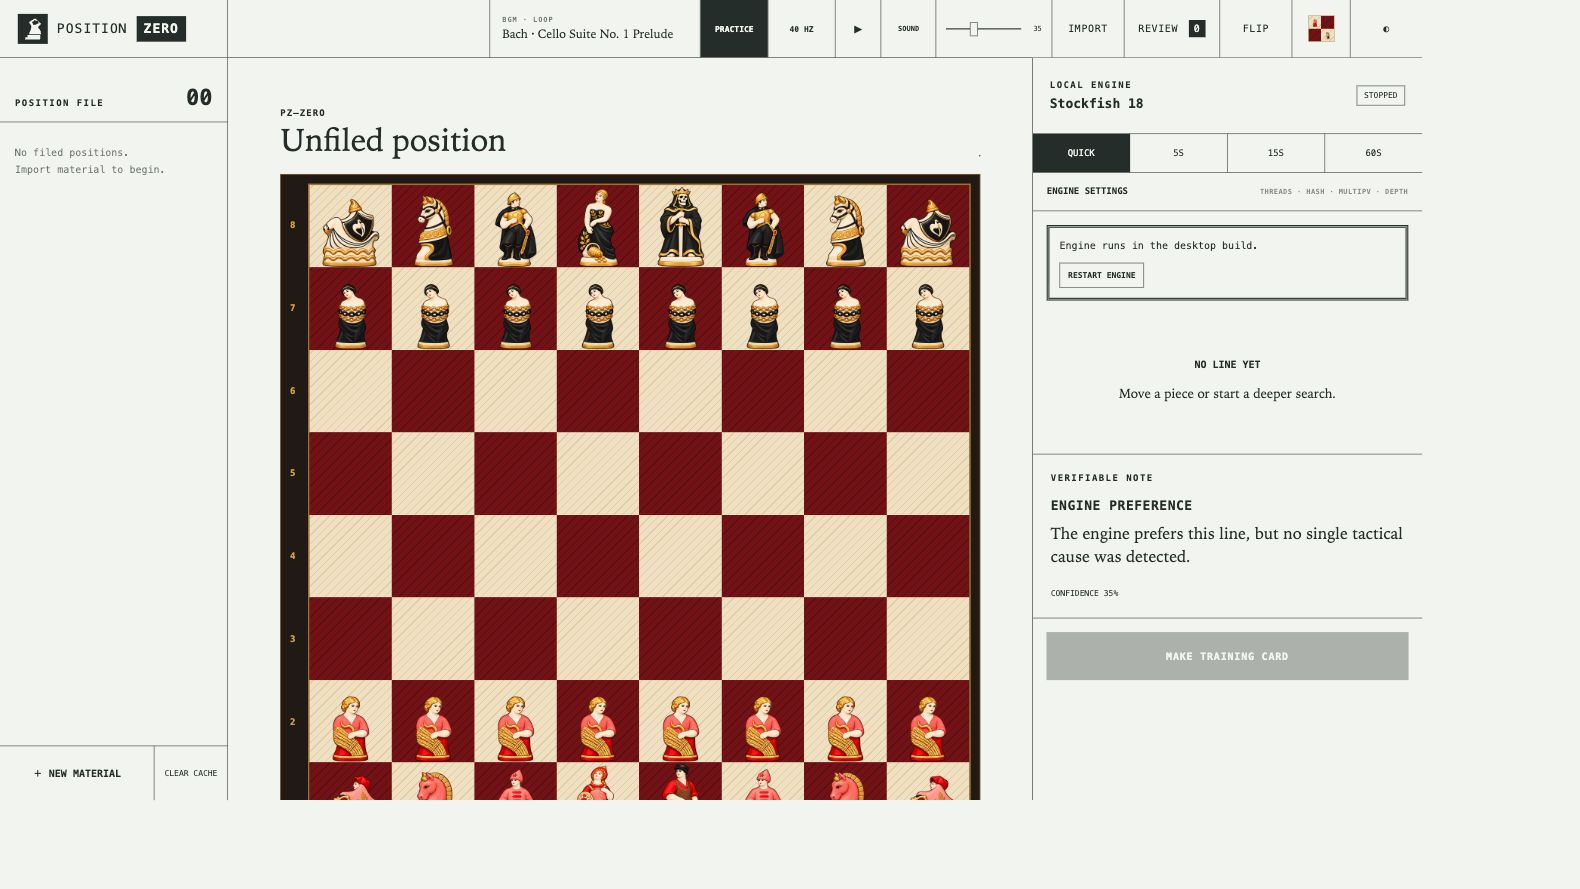 POSITION ZERO
BGM · LOOP
Bach · Cello Suite No. 1 Prelude
PRACTICE
40 HZ
SOUND
35
IMPORT
REVIEW 0
FLIP
POSITION FILE 00
No filed positions.
Import material to begin.
+ NEW MATERIAL
CLEAR CACHE
PZ—ZERO
Unfiled position
8
7
6
5
4
3
2
LOCAL ENGINE
Stockfish 18
STOPPED
QUICK
5S
15S
60S
ENGINE SETTINGS
THREADS · HASH · MULTIPV · DEPTH
Engine runs in the desktop build.
RESTART ENGINE
NO LINE YET
Move a piece or start a deeper search.
VERIFIABLE NOTE
ENGINE PREFERENCE
The engine prefers this line, but no single tactical
cause was detected.
CONFIDENCE 35%
MAKE TRAINING CARD